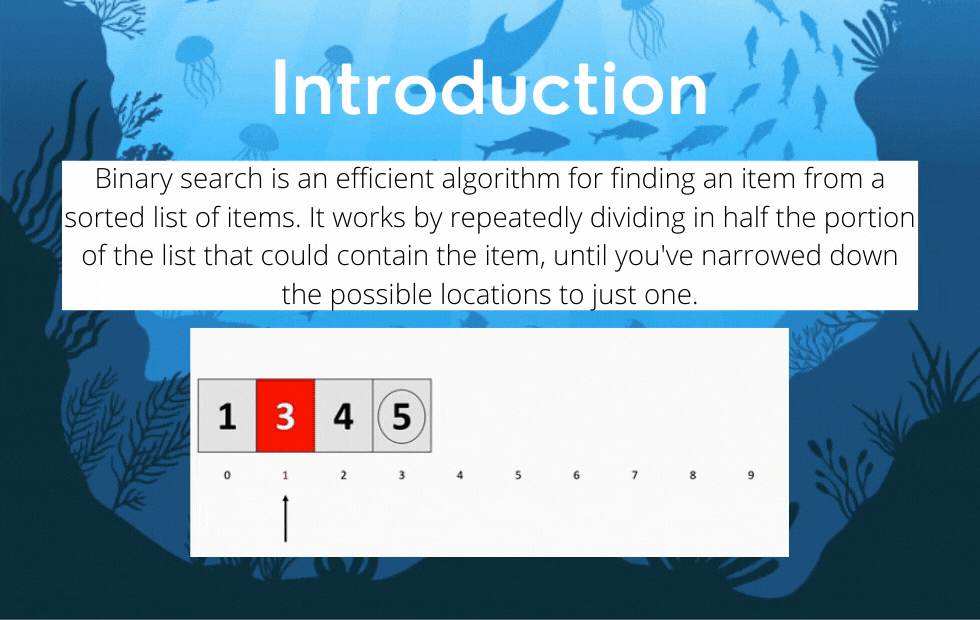 Introduction
Binary search is an efficient algorithm for finding an item from a
sorted list of items. It works by repeatedly dividing in half the portion
of the list that could contain the item, until you've narrowed down
the possible locations to just one.
1 3 4 5
0 1 2 3 4 5 6 7 8 9